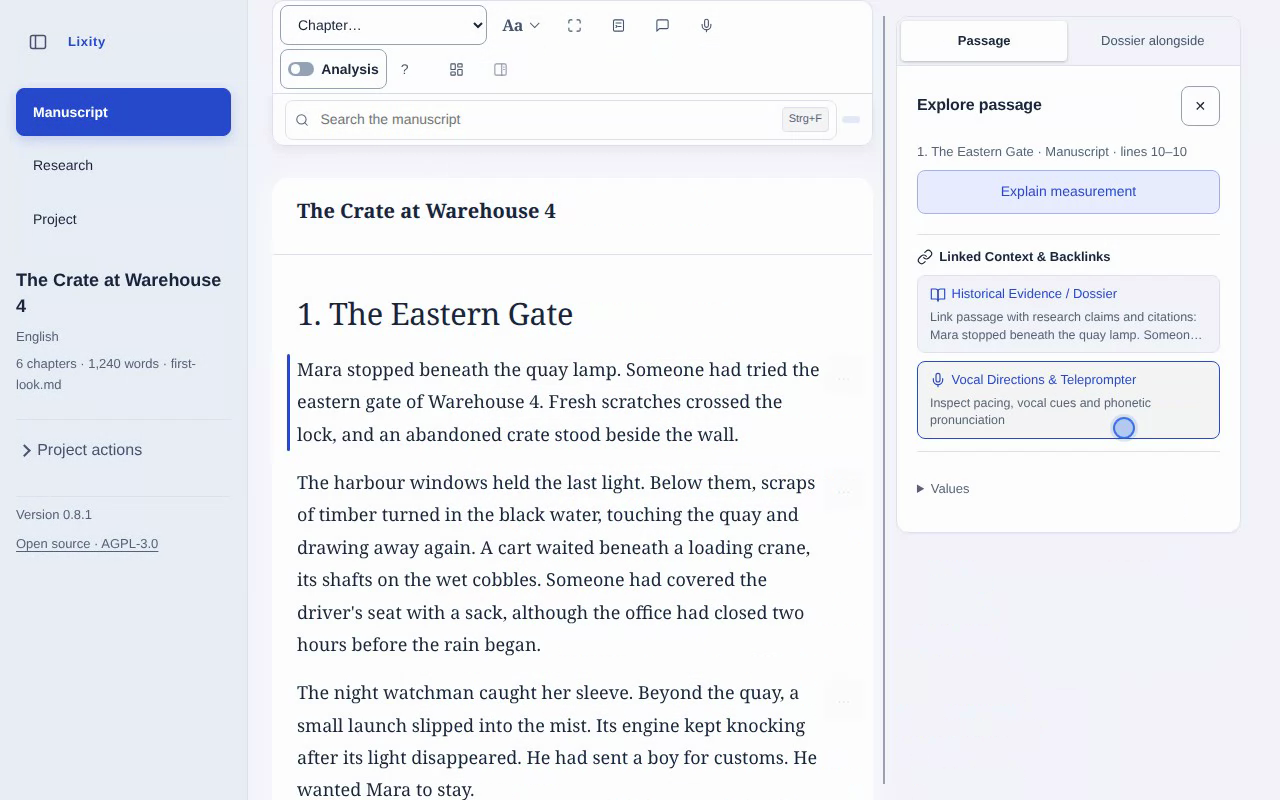 Lixity
Manuscript
Research
Project
The Crate at Warehouse
4
English
6 chapters · 1,240 words · first-
look.md
Project actions
Version 0.8.1
Open source · AGPL-3.0
Chapter…
Aa
Analysis
?
Search the manuscript
Strg+F
The Crate at Warehouse 4
1. The Eastern Gate
Mara stopped beneath the quay lamp. Someone had tried the
eastern gate of Warehouse 4. Fresh scratches crossed the
lock, and an abandoned crate stood beside the wall.
The harbour windows held the last light. Below them, scraps
of timber turned in the black water, touching the quay and
drawing away again. A cart waited beneath a loading crane,
its shafts on the wet cobbles. Someone had covered the
driver's seat with a sack, although the office had closed two
hours before the rain began.
The night watchman caught her sleeve. Beyond the quay, a
small launch slipped into the mist. Its engine kept knocking
after its light disappeared. He had sent a boy for customs. He
wanted Mara to stay.
Passage
Dossier alongside
Explore passage
×
1. The Eastern Gate · Manuscript · lines 10–10
Explain measurement
Linked Context & Backlinks
Historical Evidence / Dossier
Link passage with research claims and citations:
Mara stopped beneath the quay lamp. Someon…
Vocal Directions & Teleprompter
Inspect pacing, vocal cues and phonetic
pronunciation
Values